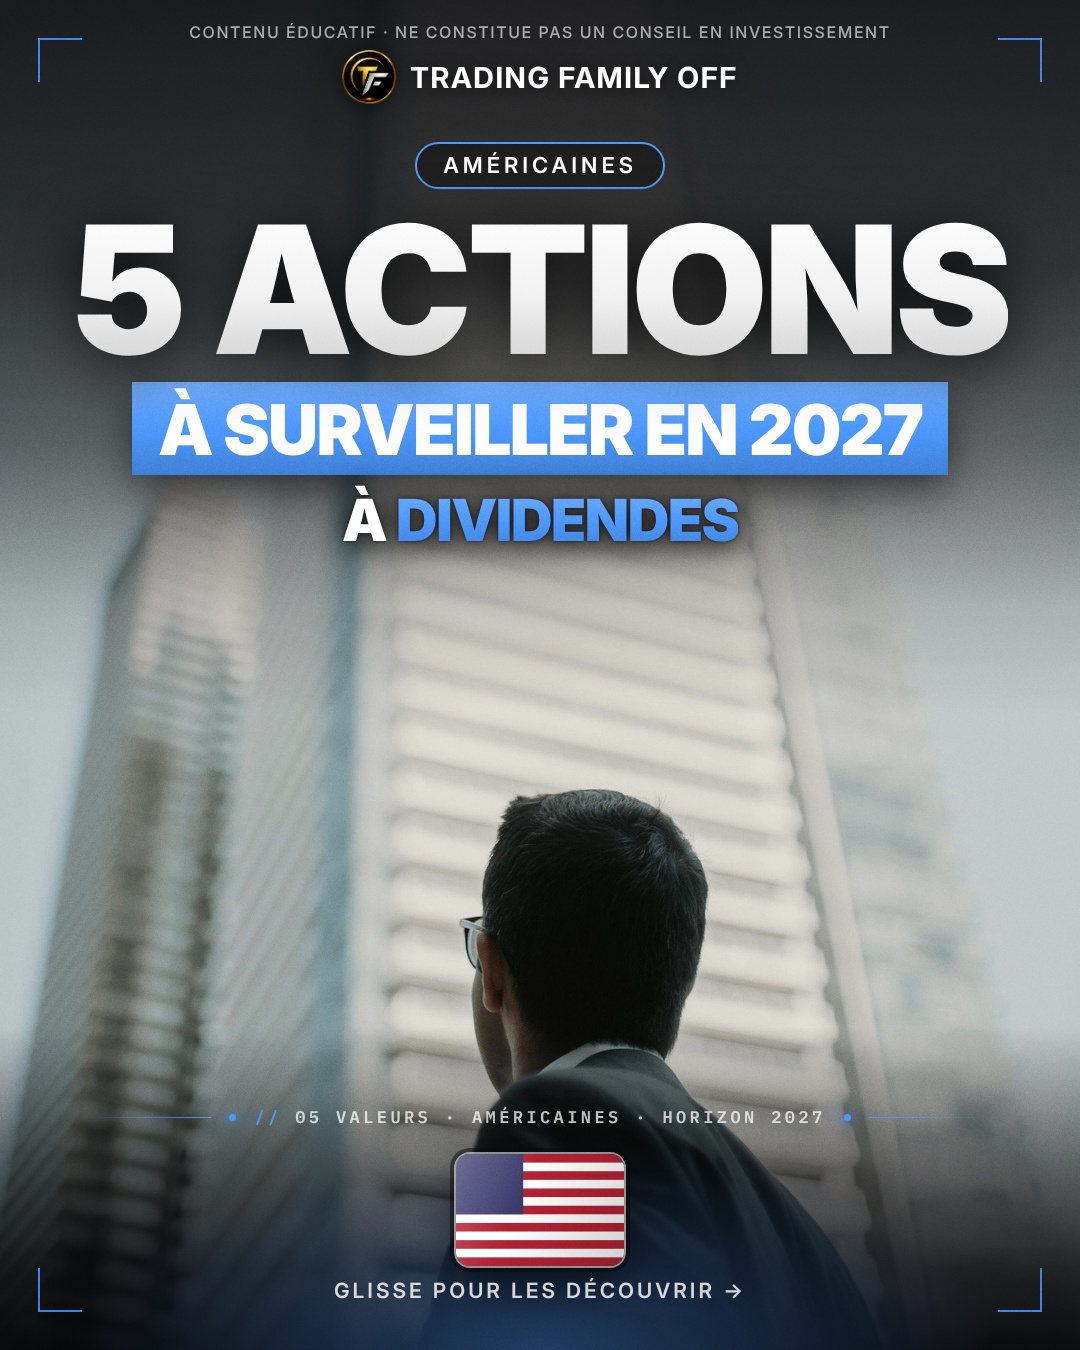 CONTENU ÉDUCATIF · NE CONSTITUE PAS UN CONSEIL EN INVESTISSEMENT
TF TRADING FAMILY OFF
AMÉRICAINES
5 ACTIONS
À SURVEILLER EN 2027
À DIVIDENDES
// 05 VALEURS · AMÉRICAINES · HORIZON 2027
GLISSE POUR LES DÉCOUVRIR →